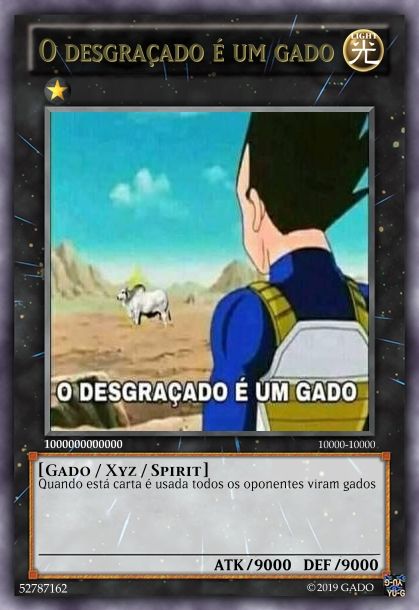 O DESGRAÇADO É UM GADO
LIGHT
光
O DESGRAÇADO É UM GADO
1000000000000
10000-10000
[GADO / XYZ / SPIRIT]
Quando está carta é usada todos os oponentes viram gados
ATK/9000 DEF/9000
52787162
©2019 GADO